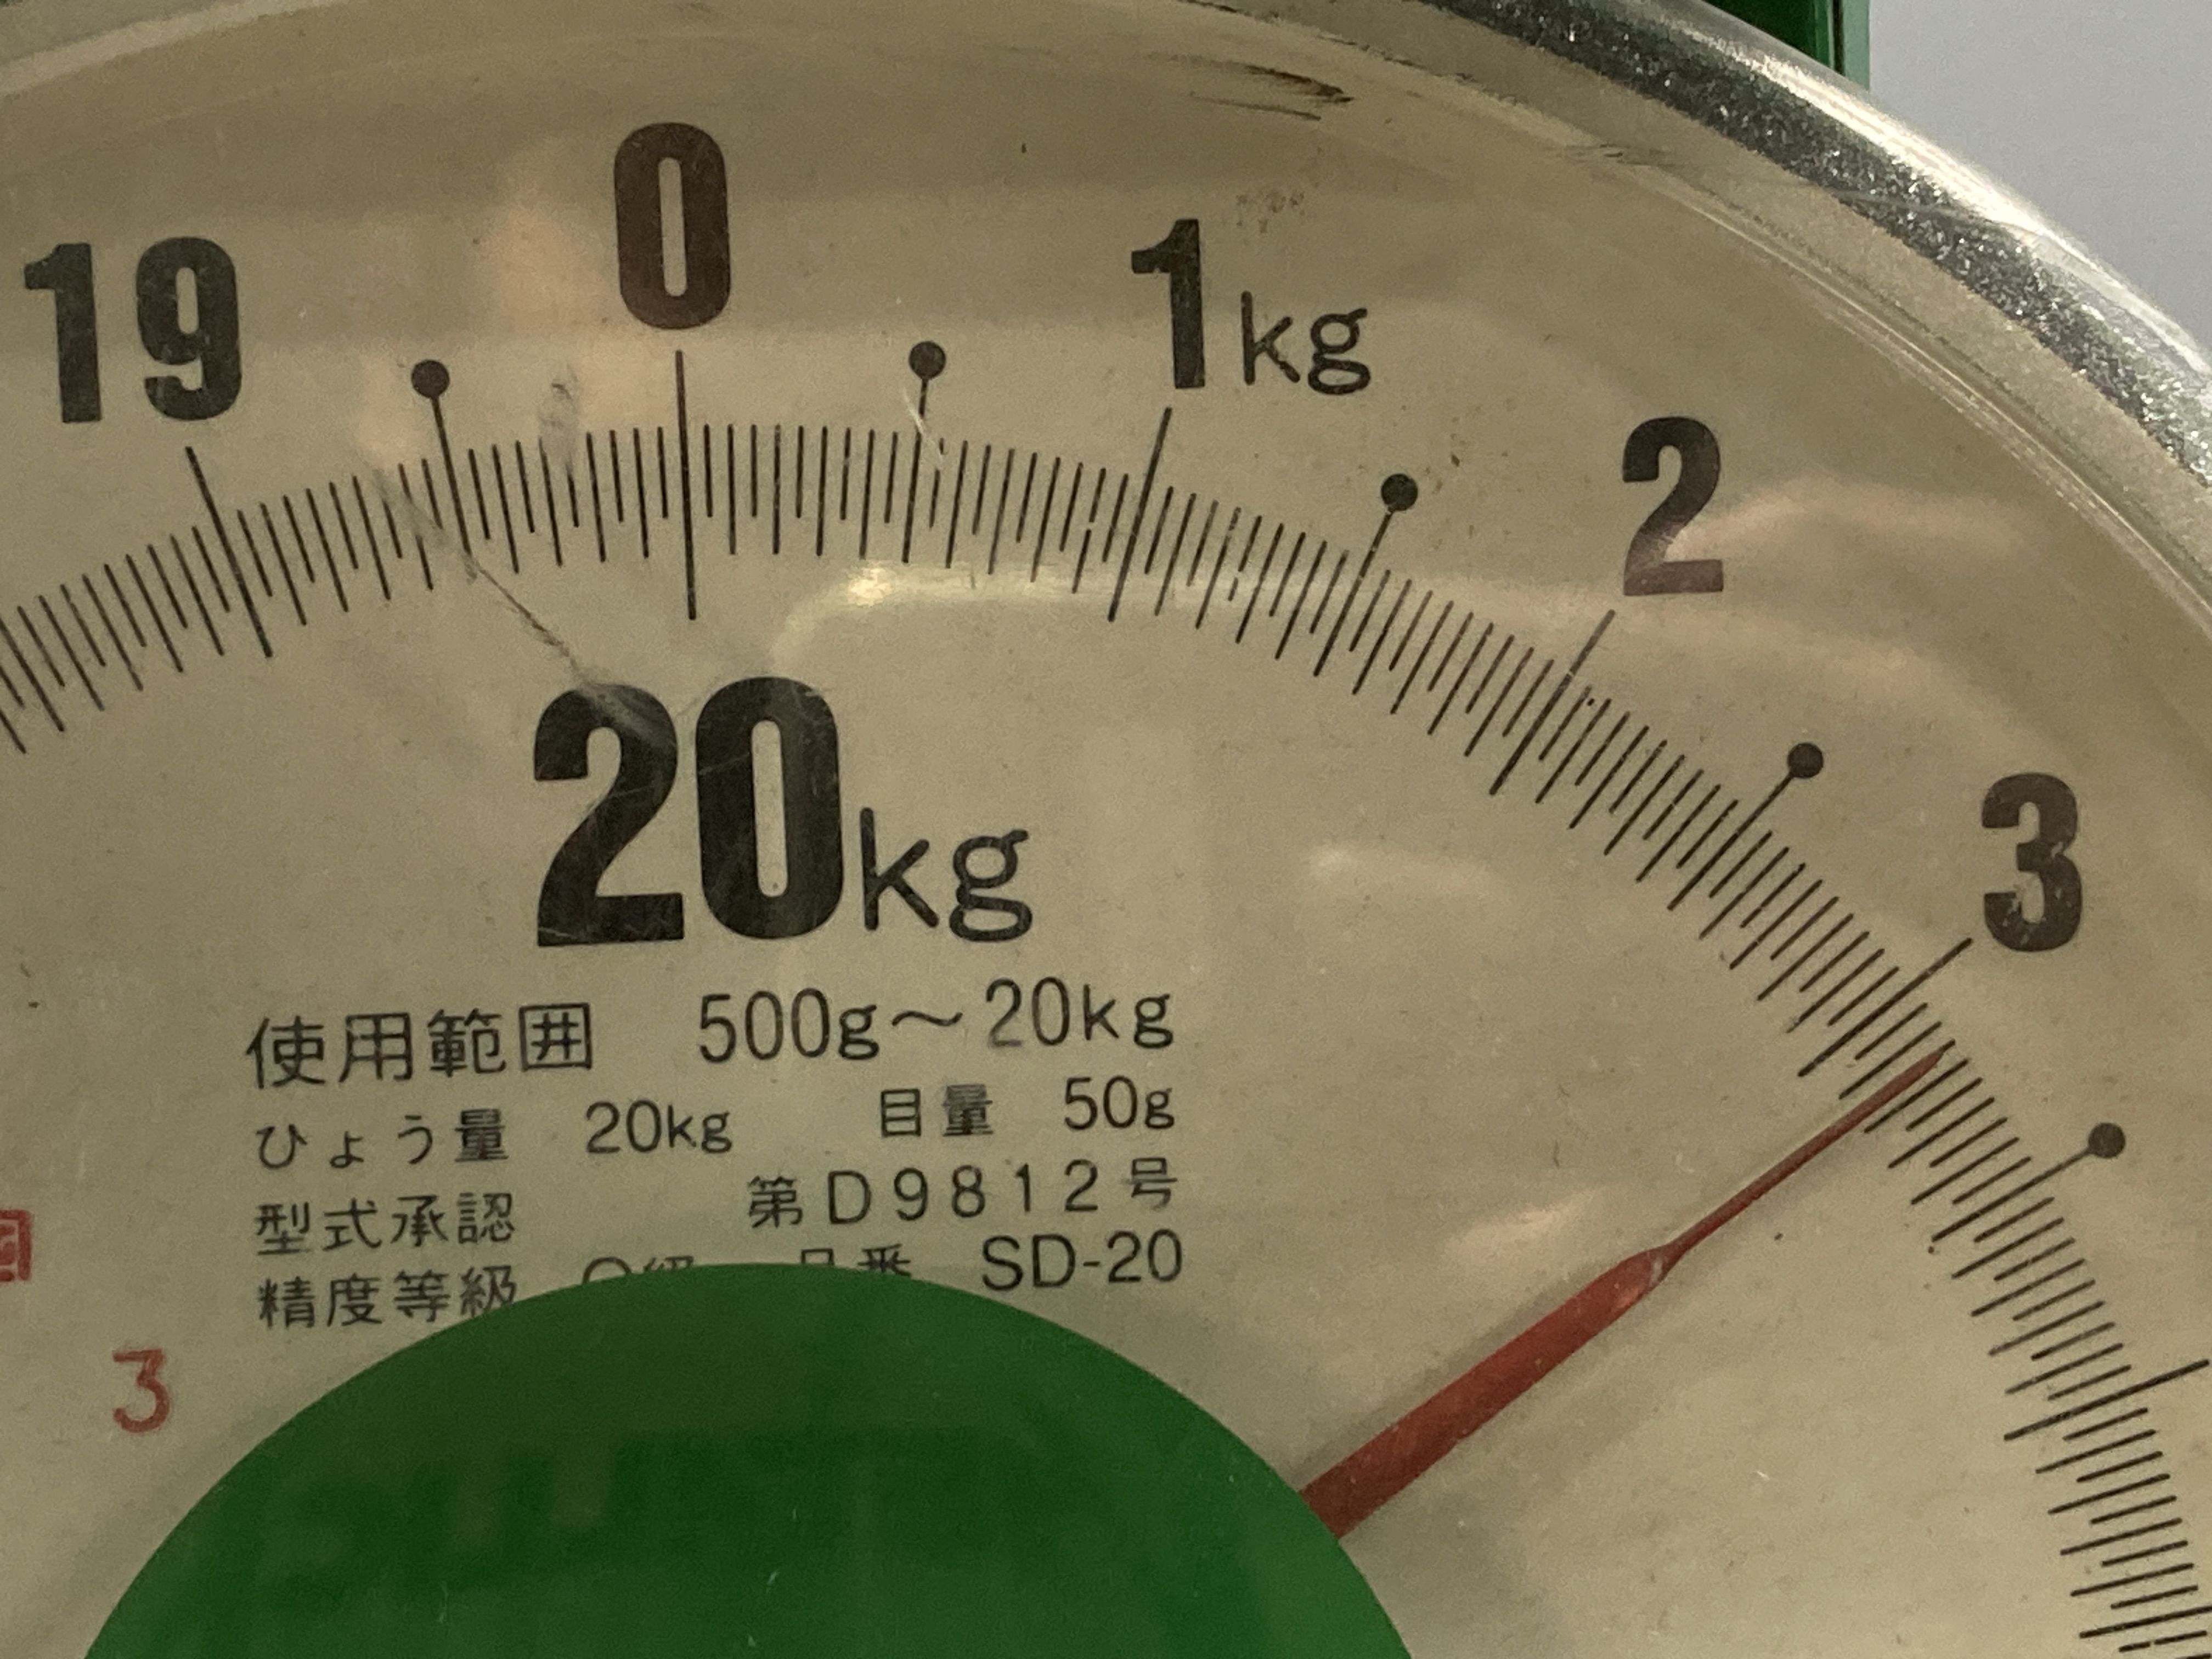 19
0
1kg
2
3
20kg
使用範囲 500g～20kg
ひょう量 20kg 目量 50g
型式承認 第D9812号
精度等級 品番 SD-20
3